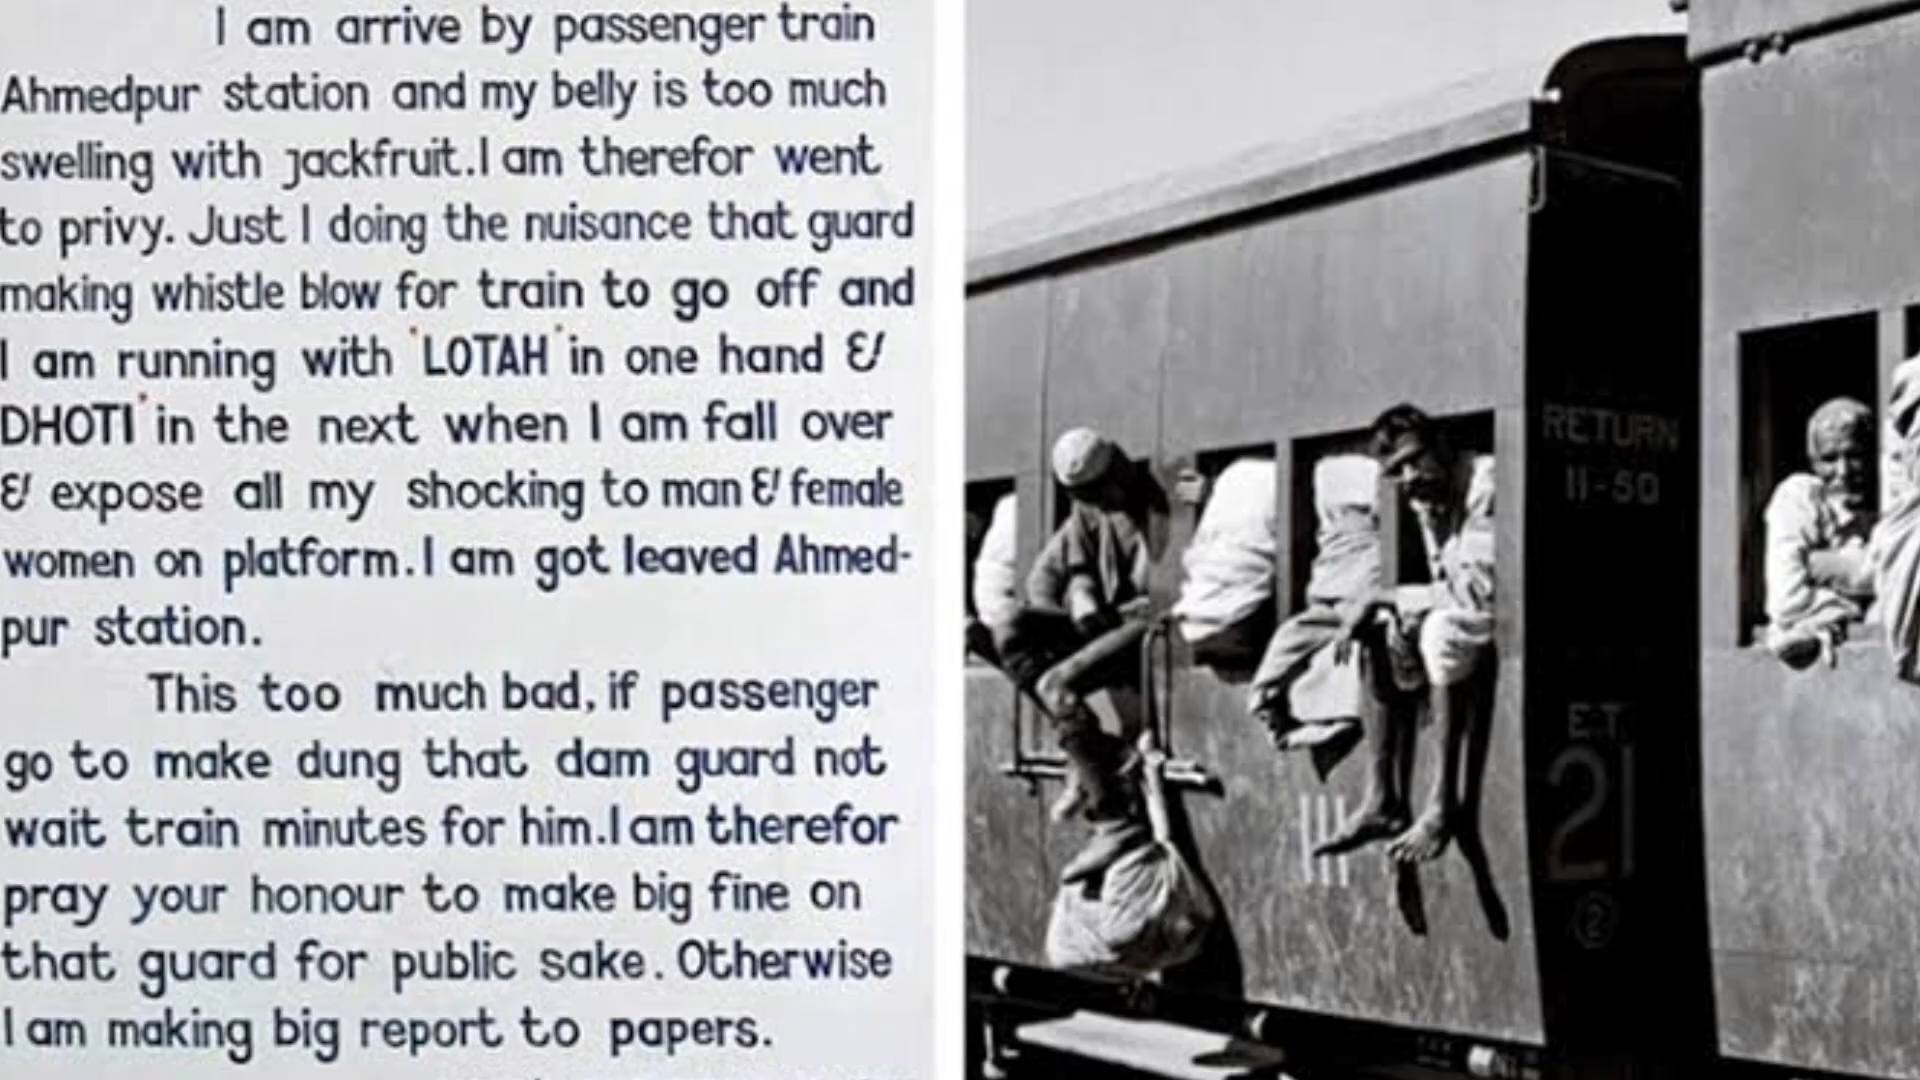 I am arrive by passenger train
Ahmedpur station and my belly is too much
swelling with jackfruit. I am therefor went
to privy. Just I doing the nuisance that guard
making whistle blow for train to go off and
I am running with 'LOTAH' in one hand &
DHOTI' in the next when I am fall over
& expose all my shocking to man & female
women on platform. I am got leaved Ahmed-
pur station.
This too much bad, if passenger
go to make dung that dam guard not
wait train minutes for him. I am therefor
pray your honour to make big fine on
that guard for public sake. Otherwise
I am making big report to papers.
RETURN
11-50
E.T.
21
2